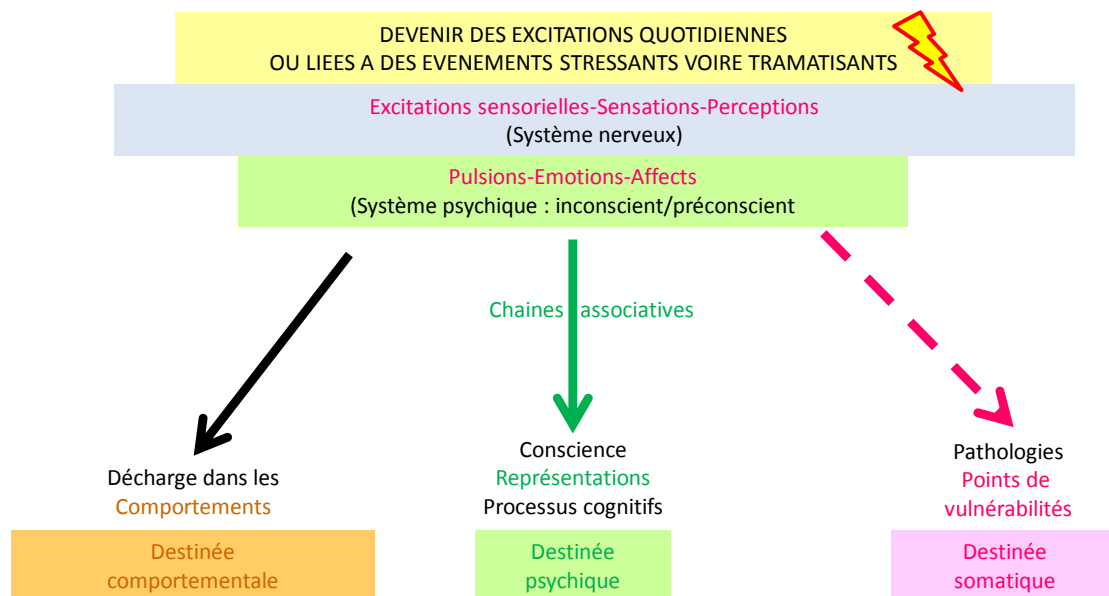 DEVENIR DES EXCITATIONS QUOTIDIENNES
OU LIEES A DES EVENEMENTS STRESSANTS VOIRE TRAMATISANTS
Excitations sensorielles-Sensations-Perceptions
(Système nerveux)
Pulsions-Emotions-Affects
(Système psychique : inconscient/préconscient
Chaines associatives
Décharge dans les
Comportements
Destinée
comportementale
Conscience
Représentations
Processus cognitifs
Destinée
psychique
Pathologies
Points de
vulnérabilités
Destinée
somatique